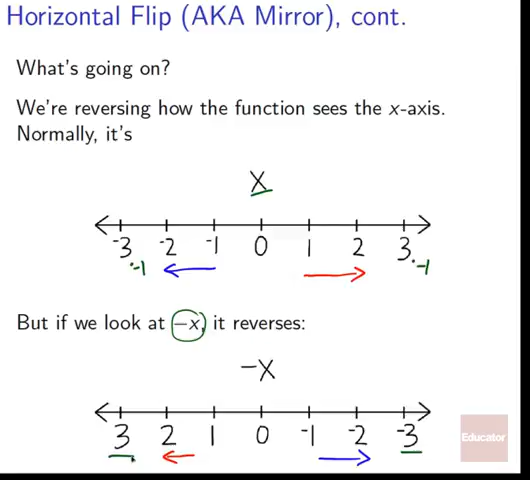 Horizontal Flip (AKA Mirror), cont.
What's going on?
We're reversing how the function sees the x-axis.
Normally, it's
x
-3 -2 -1 0 1 2 3
·-1 ·-1
But if we look at −x, it reverses:
-x
3 2 1 0 -1 -2 -3
Educator